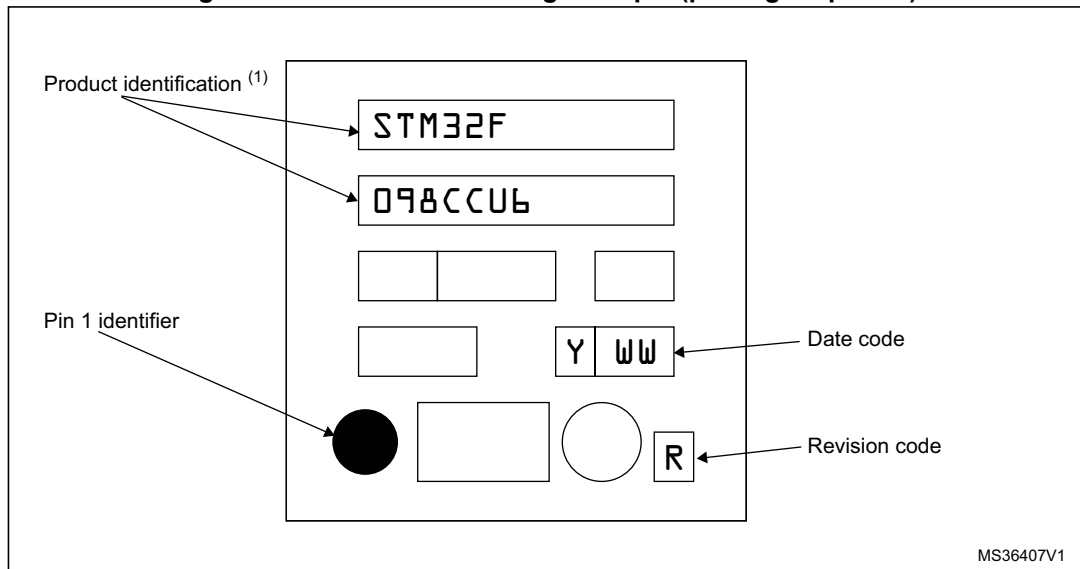 Product identification (1)
STM32F
098CCU6
Pin 1 identifier
Y WW
Date code
R
Revision code
MS36407V1